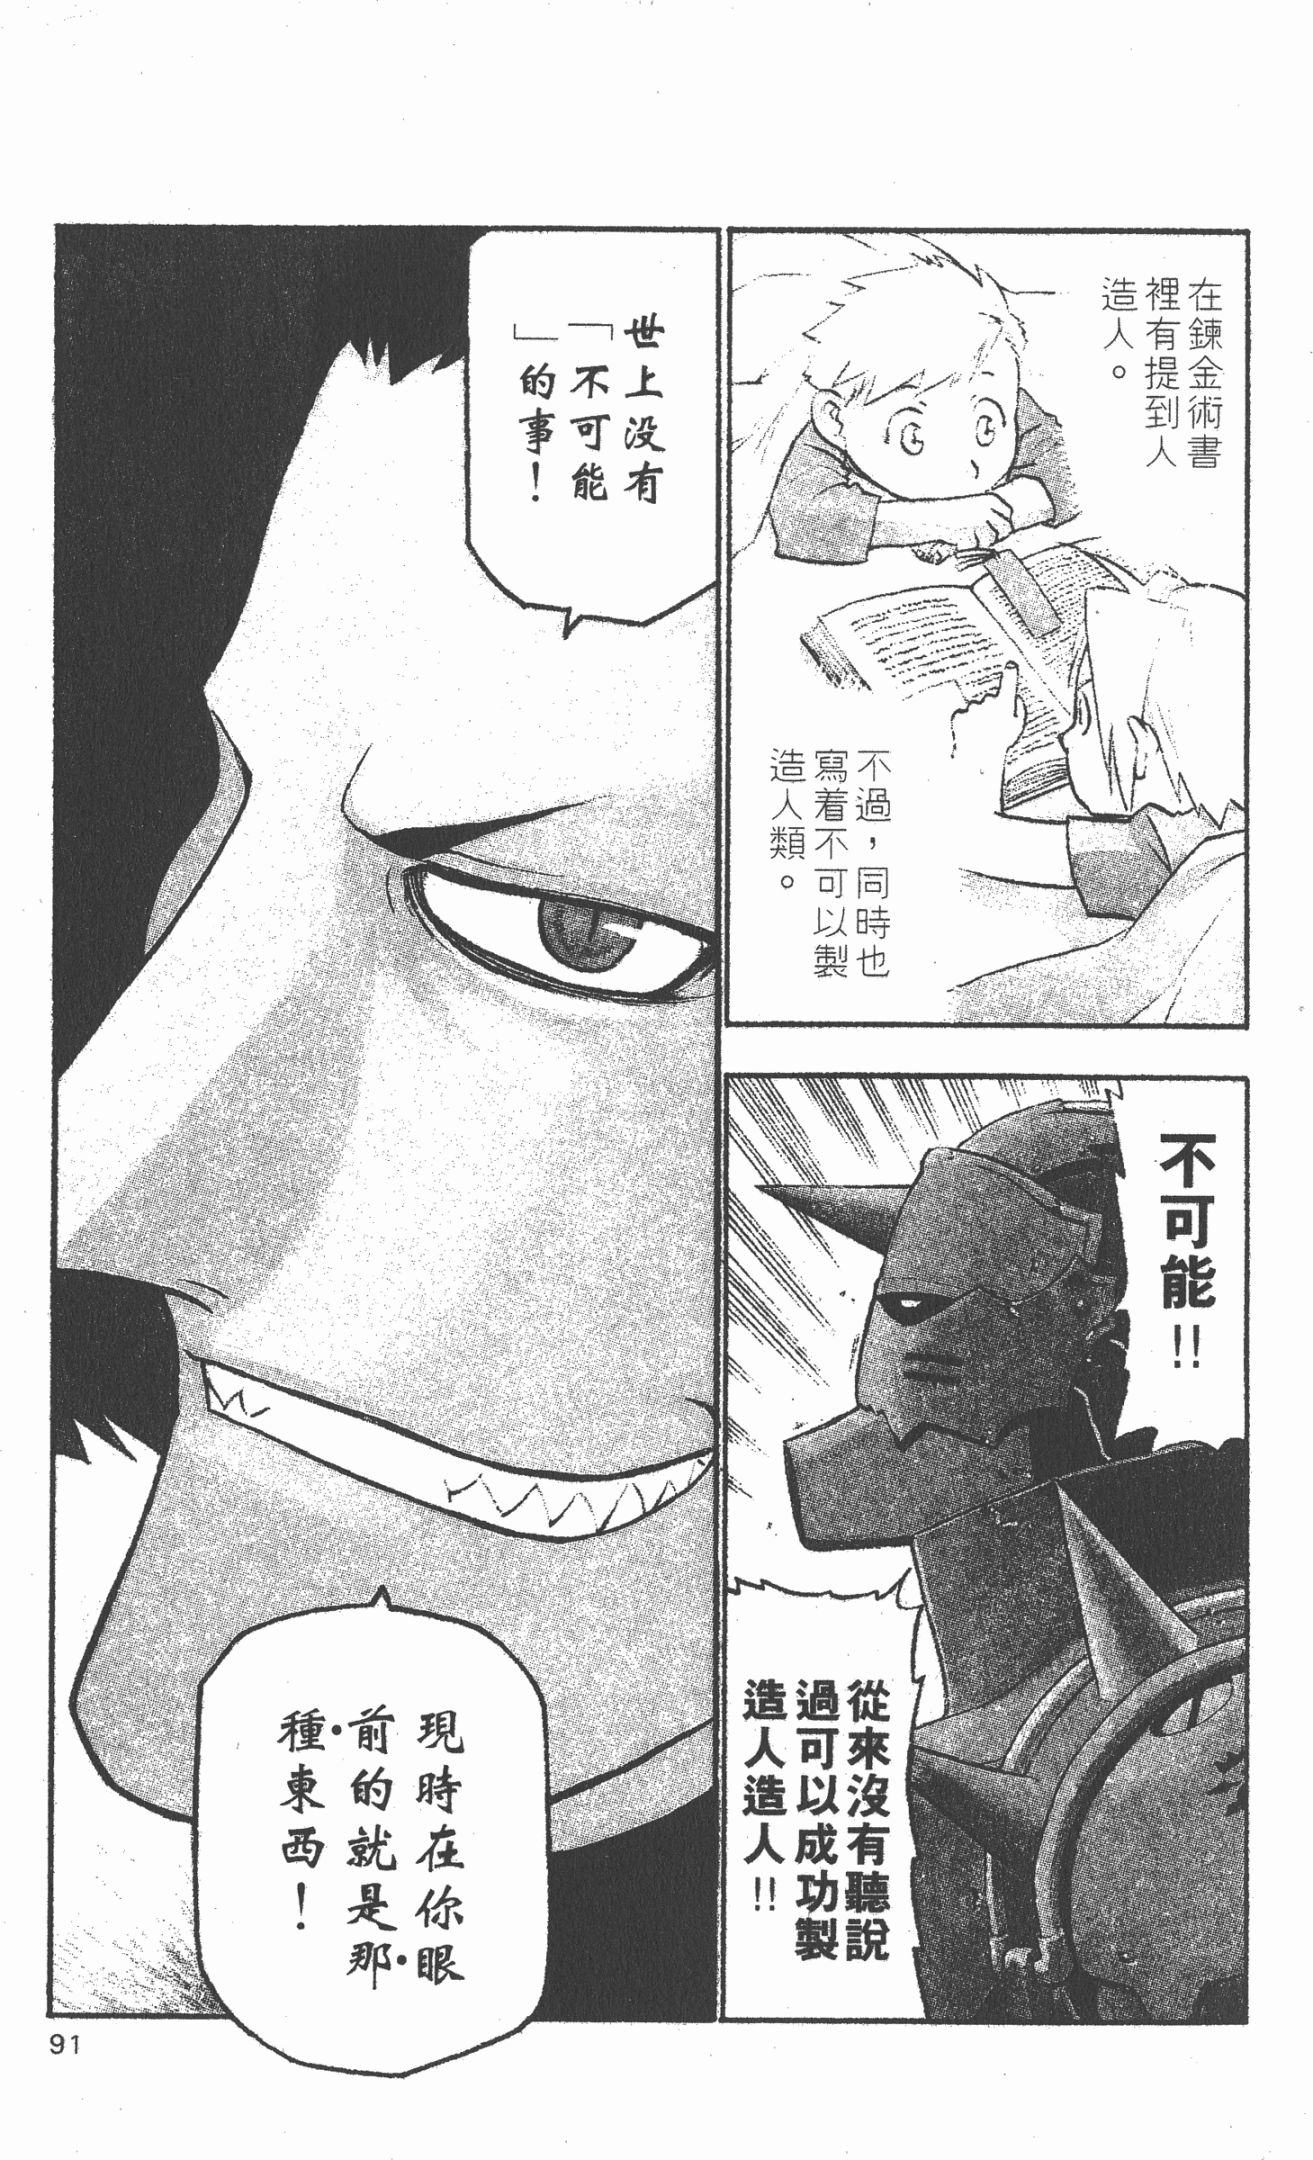 在鍊金術書
裡有提到人
造人。
不過，同時也
寫着不可以製
造人類。
不可能!!
從來沒有聽說
過可以成功製
造人造人!!
世上没有
「不可能
」的事！
現時在你眼
前的就是那
種東西！
91